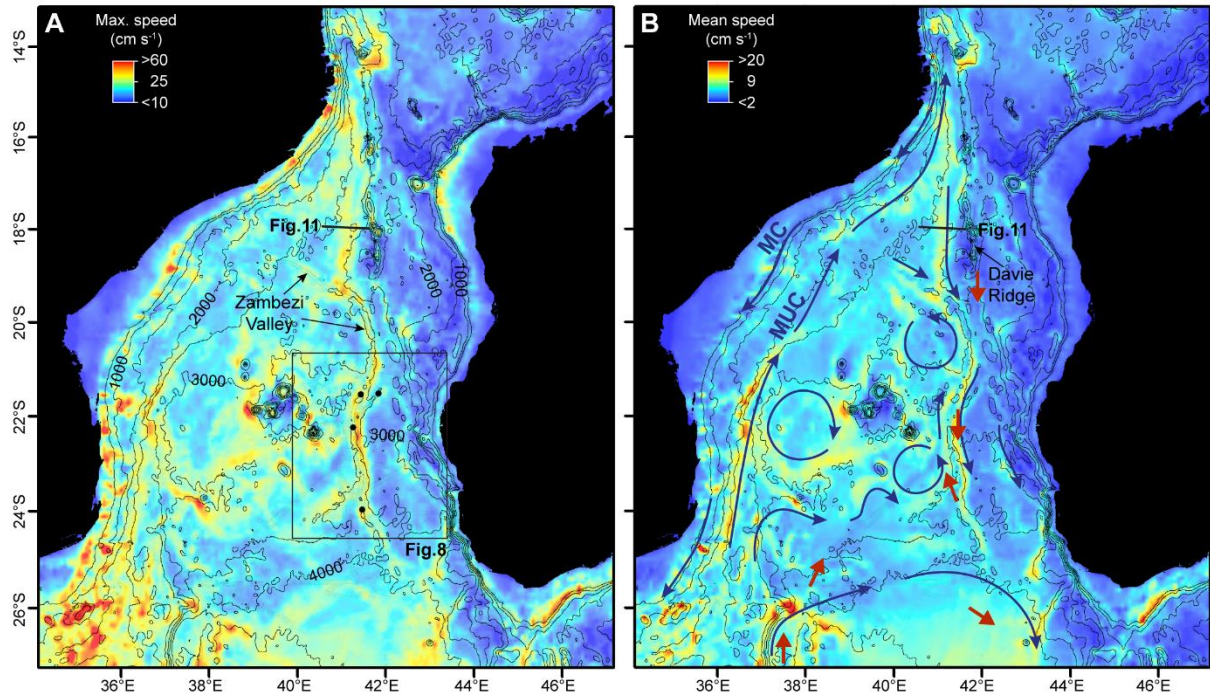 A
Max. speed
(cm s⁻¹)
>60
25
<10
B
Mean speed
(cm s⁻¹)
>20
9
<2
14°S
16°S
18°S
20°S
22°S
24°S
26°S
Fig.11
Zambezi
Valley
2000
1000
2000
1000
3000
3000
4000
Fig.8
MC
MUC
Fig.11
Davie
Ridge
36°E
38°E
40°E
42°E
44°E
46°E
36°E
38°E
40°E
42°E
44°E
46°E